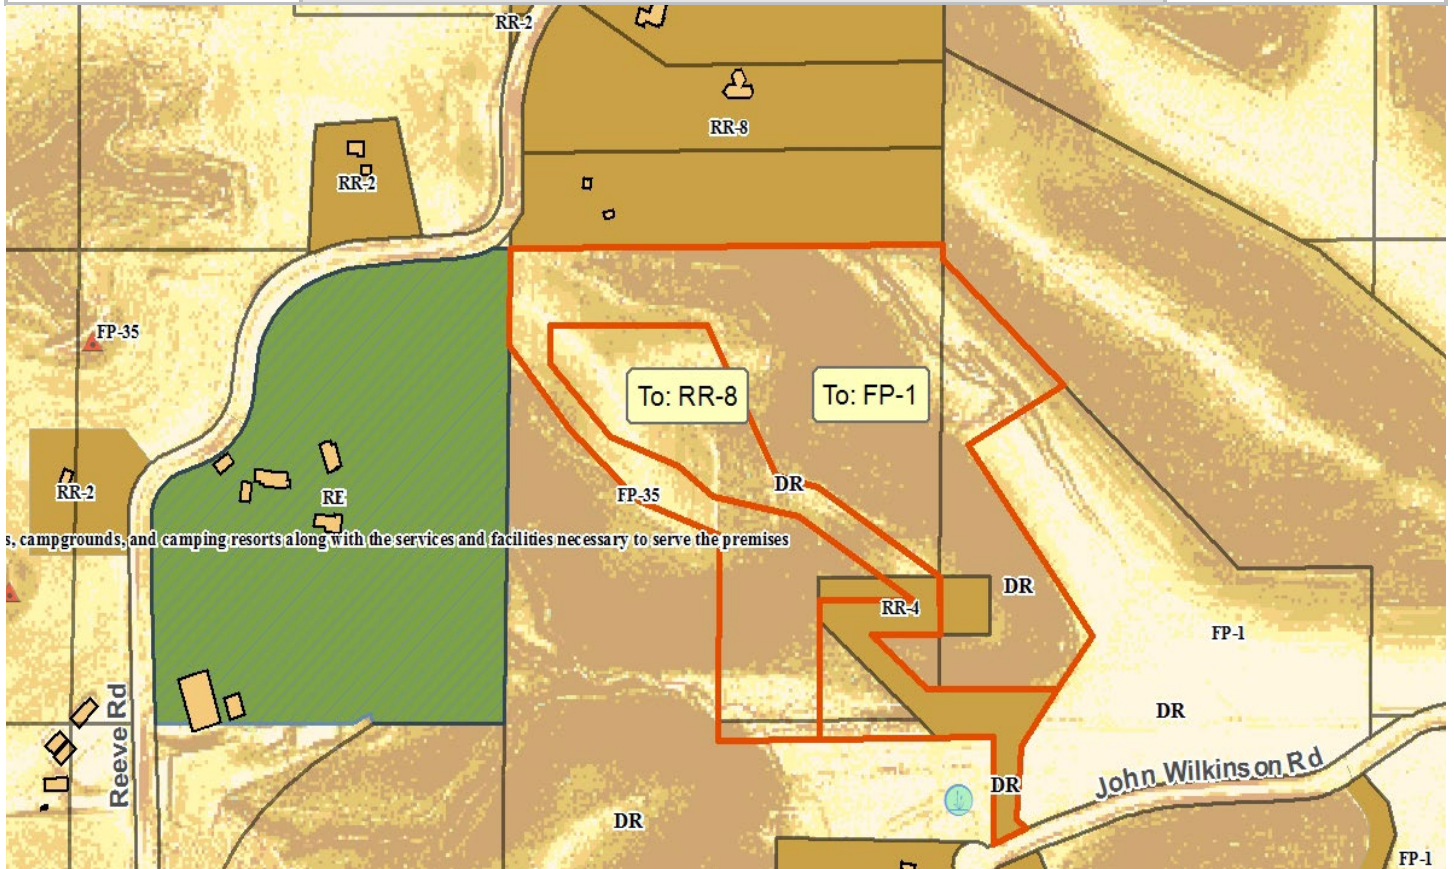 RR-2
RR-8
RR-2
FP-35
To: RR-8
To: FP-1
RR-2
RE
FP-35
DR
s, campgrounds, and camping resorts along with the services and facilities necessary to serve the premises
DR
RR-4
FP-1
DR
Reeve Rd
John Wilkinson Rd
DR
DR
FP-1